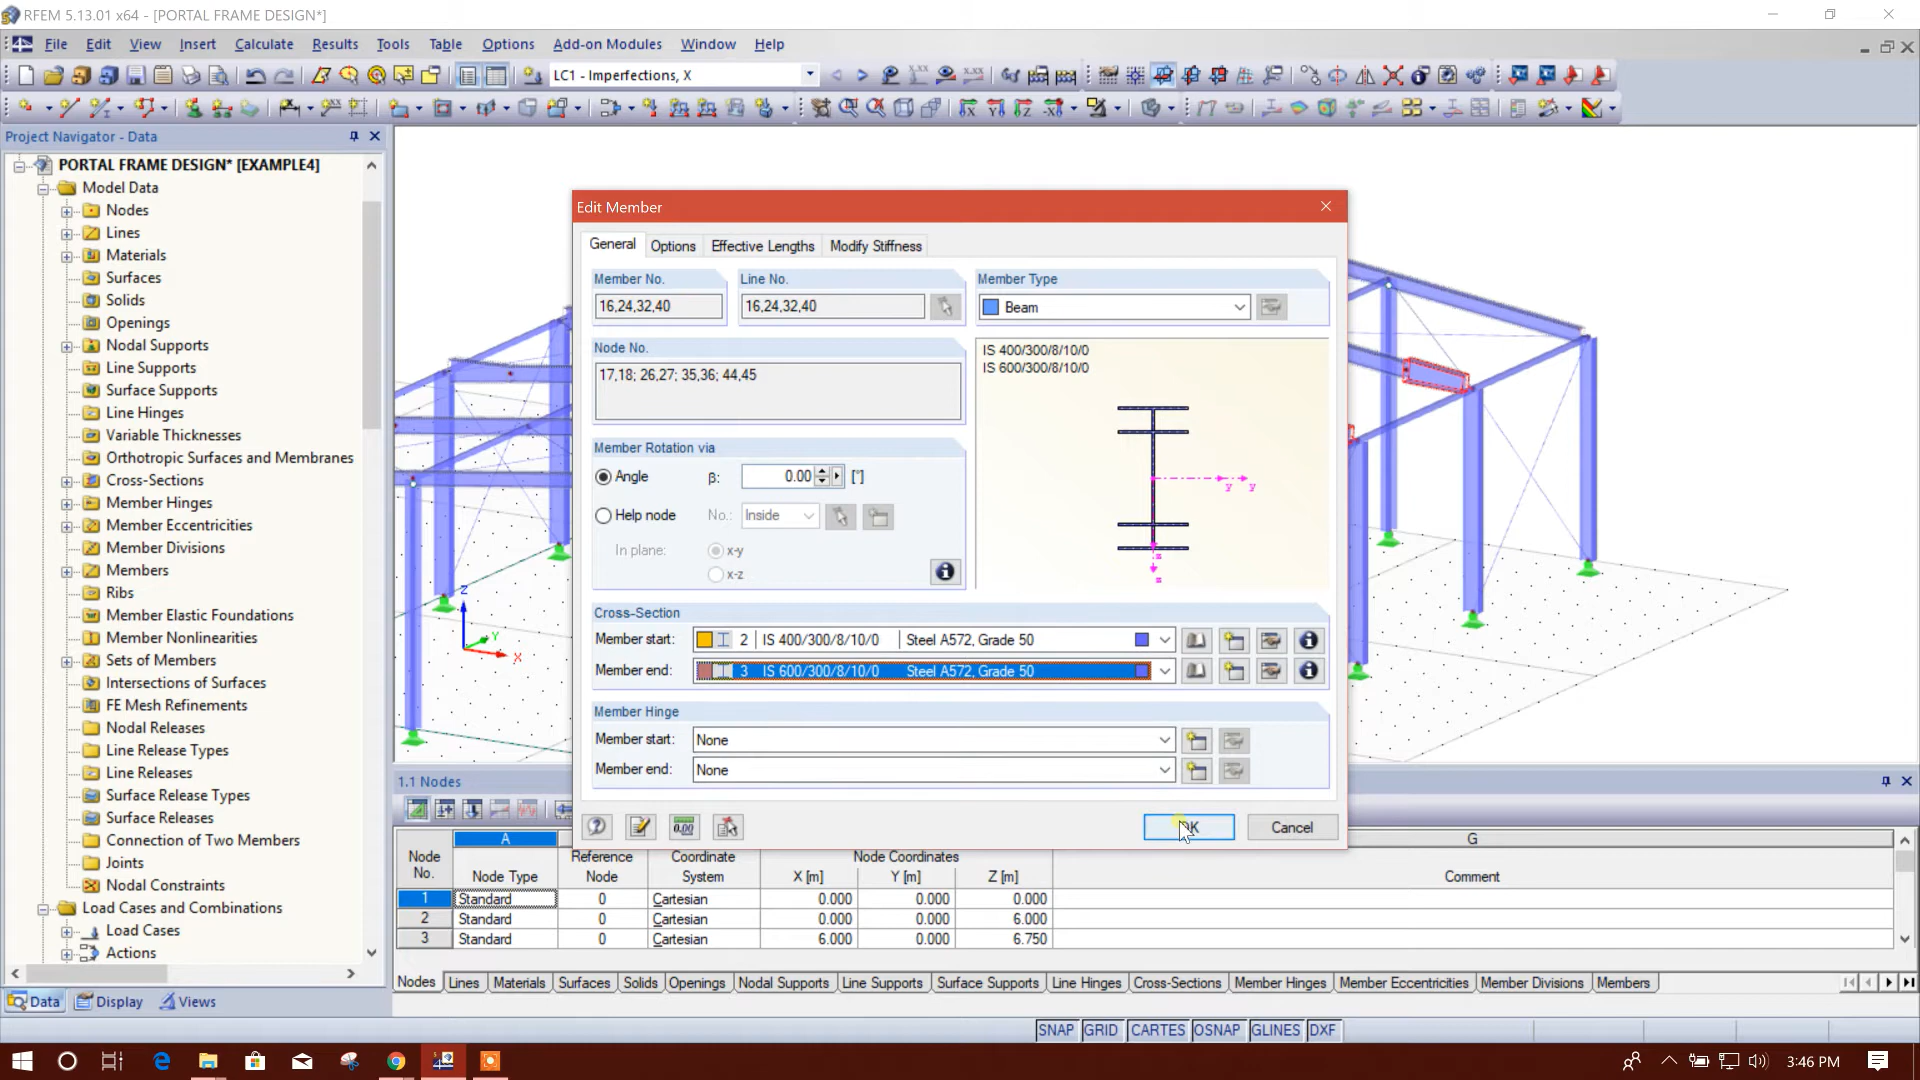 RFEM 5.13.01 x64 - [PORTAL FRAME DESIGN*]
File Edit View Insert Calculate Results Tools Table Options Add-on Modules Window Help
LC1 - Imperfections, X
Project Navigator - Data
PORTAL FRAME DESIGN* [EXAMPLE4]
Model Data
Nodes
Lines
Materials
Surfaces
Solids
Openings
Nodal Supports
Line Supports
Surface Supports
Line Hinges
Variable Thicknesses
Orthotropic Surfaces and Membranes
Cross-Sections
Member Hinges
Member Eccentricities
Member Divisions
Members
Ribs
Member Elastic Foundations
Member Nonlinearities
Sets of Members
Intersections of Surfaces
FE Mesh Refinements
Nodal Releases
Line Release Types
Line Releases
Surface Release Types
Surface Releases
Connection of Two Members
Joints
Nodal Constraints
Load Cases and Combinations
Load Cases
Actions
Data Display Views
Z
Y
X
Edit Member
General Options Effective Lengths Modify Stiffness
Member No. Line No. Member Type
16,24,32,40 16,24,32,40 Beam
Node No.
17,18; 26,27; 35,36; 44,45
IS 400/300/8/10/0
IS 600/300/8/10/0
y y
z
z
Member Rotation via
Angle β: 0.00 [°]
Help node No.: Inside
In plane: x-y
x-z
Cross-Section
Member start: 2 IS 400/300/8/10/0 Steel A572, Grade 50
Member end: 3 IS 600/300/8/10/0 Steel A572, Grade 50
Member Hinge
Member start: None
Member end: None
0.00
OK Cancel
1.1 Nodes
A G
Node Reference Coordinate Node Coordinates
No. Node Type Node System X [m] Y [m] Z [m] Comment
1 Standard 0 Cartesian 0.000 0.000 0.000
2 Standard 0 Cartesian 0.000 0.000 6.000
3 Standard 0 Cartesian 6.000 0.000 6.750
Nodes Lines Materials Surfaces Solids Openings Nodal Supports Line Supports Surface Supports Line Hinges Cross-Sections Member Hinges Member Eccentricities Member Divisions Members
SNAP GRID CARTES OSNAP GLINES DXF
3:46 PM